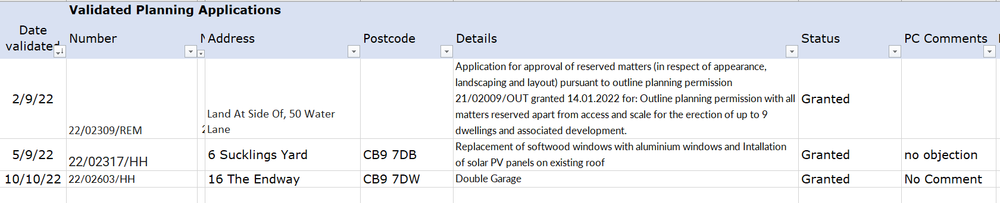 Validated Planning Applications
Date validated Number Address Postcode Details Status PC Comments
2/9/22
22/02309/REM
Land At Side Of, 50 Water
Lane
Application for approval of reserved matters (in respect of appearance,
landscaping and layout) pursuant to outline planning permission
21/02009/OUT granted 14.01.2022 for: Outline planning permission with all
matters reserved apart from access and scale for the erection of up to 9
dwellings and associated development.
Granted
5/9/22
22/02317/HH
6 Sucklings Yard
CB9 7DB
Replacement of softwood windows with aluminium windows and Intallation
of solar PV panels on existing roof
Granted
no objection
10/10/22
22/02603/HH
16 The Endway
CB9 7DW
Double Garage
Granted
No Comment